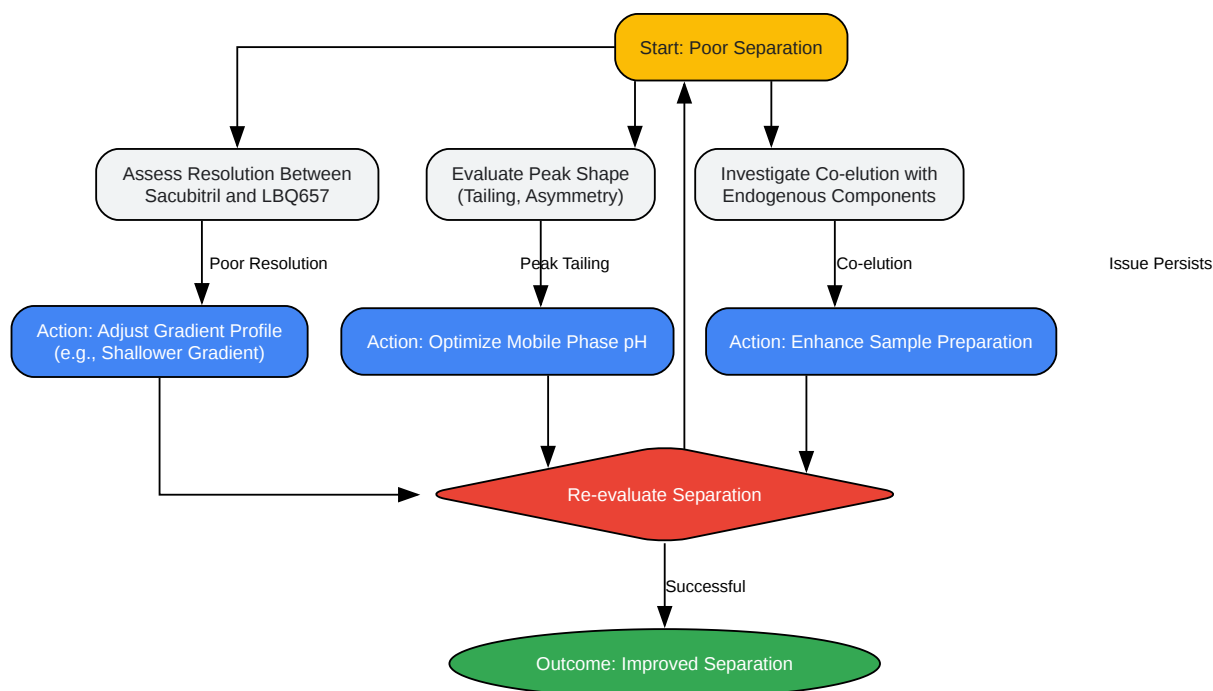 Start: Poor Separation
Assess Resolution Between
Sacubitril and LBQ657
Evaluate Peak Shape
(Tailing, Asymmetry)
Investigate Co-elution with
Endogenous Components
Poor Resolution
Peak Tailing
Co-elution
Issue Persists
Action: Adjust Gradient Profile
(e.g., Shallower Gradient)
Action: Optimize Mobile Phase pH
Action: Enhance Sample Preparation
Re-evaluate Separation
Successful
Outcome: Improved Separation